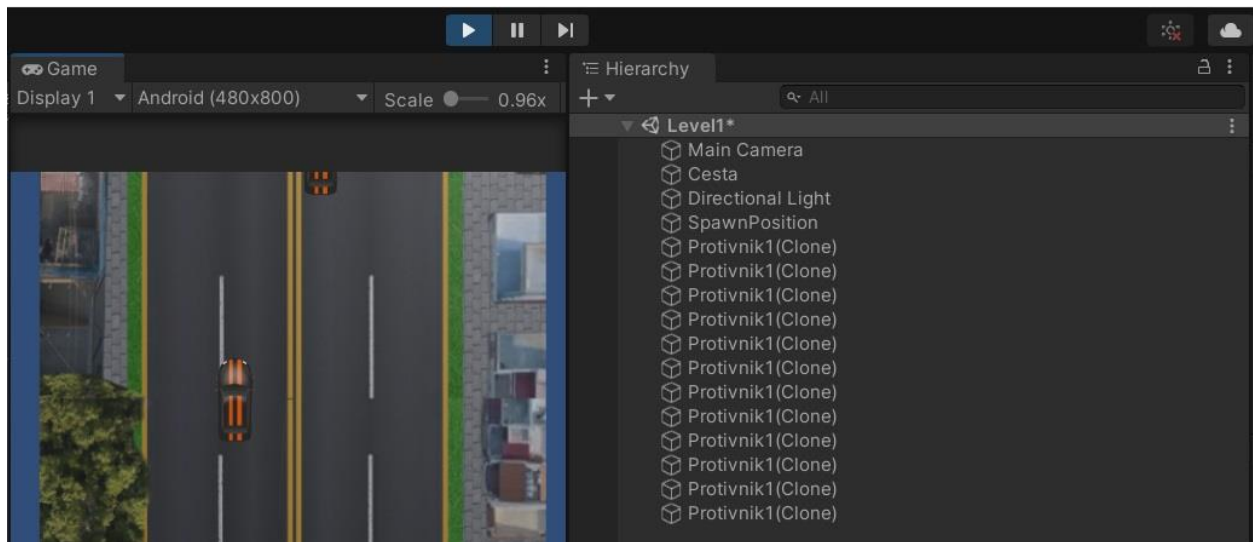 Game
Display 1 Android (480x800) Scale 0.96x
Hierarchy
All
Level1*
Main Camera
Cesta
Directional Light
SpawnPosition
Protivnik1(Clone)
Protivnik1(Clone)
Protivnik1(Clone)
Protivnik1(Clone)
Protivnik1(Clone)
Protivnik1(Clone)
Protivnik1(Clone)
Protivnik1(Clone)
Protivnik1(Clone)
Protivnik1(Clone)
Protivnik1(Clone)
Protivnik1(Clone)